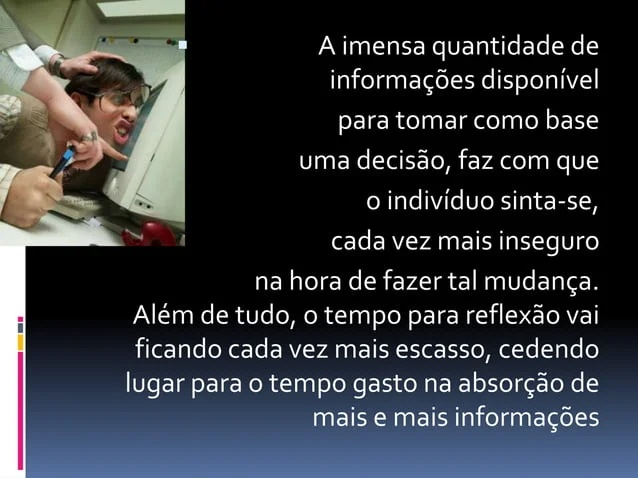 A imensa quantidade de
informações disponível
para tomar como base
uma decisão, faz com que
o indivíduo sinta-se,
cada vez mais inseguro
na hora de fazer tal mudança.
Além de tudo, o tempo para reflexão vai
ficando cada vez mais escasso, cedendo
lugar para o tempo gasto na absorção de
mais e mais informações